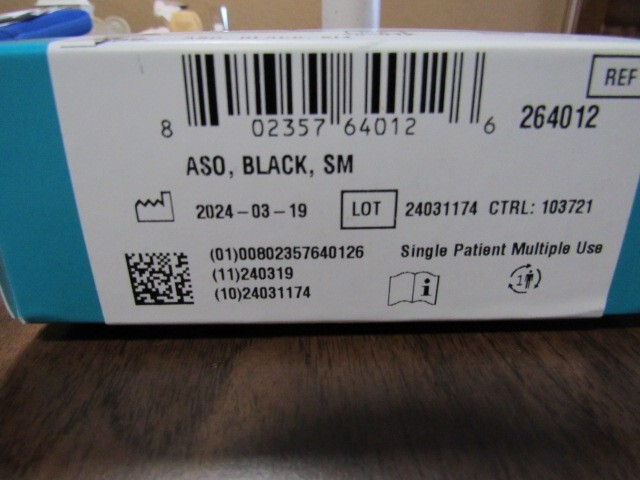 REF
8 02357 64012 6
264012
ASO, BLACK, SM
2024-03-19 LOT 24031174 CTRL: 103721
(01)00802357640126
(11)240319
(10)24031174
Single Patient Multiple Use
i
1